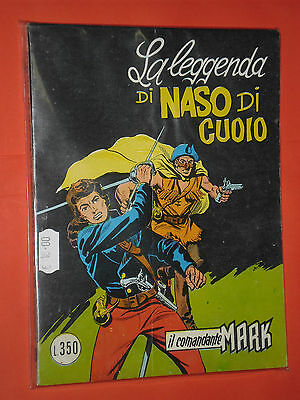 La leggenda
DI NASO DI
CUOIO
il comandante MARK
L.350